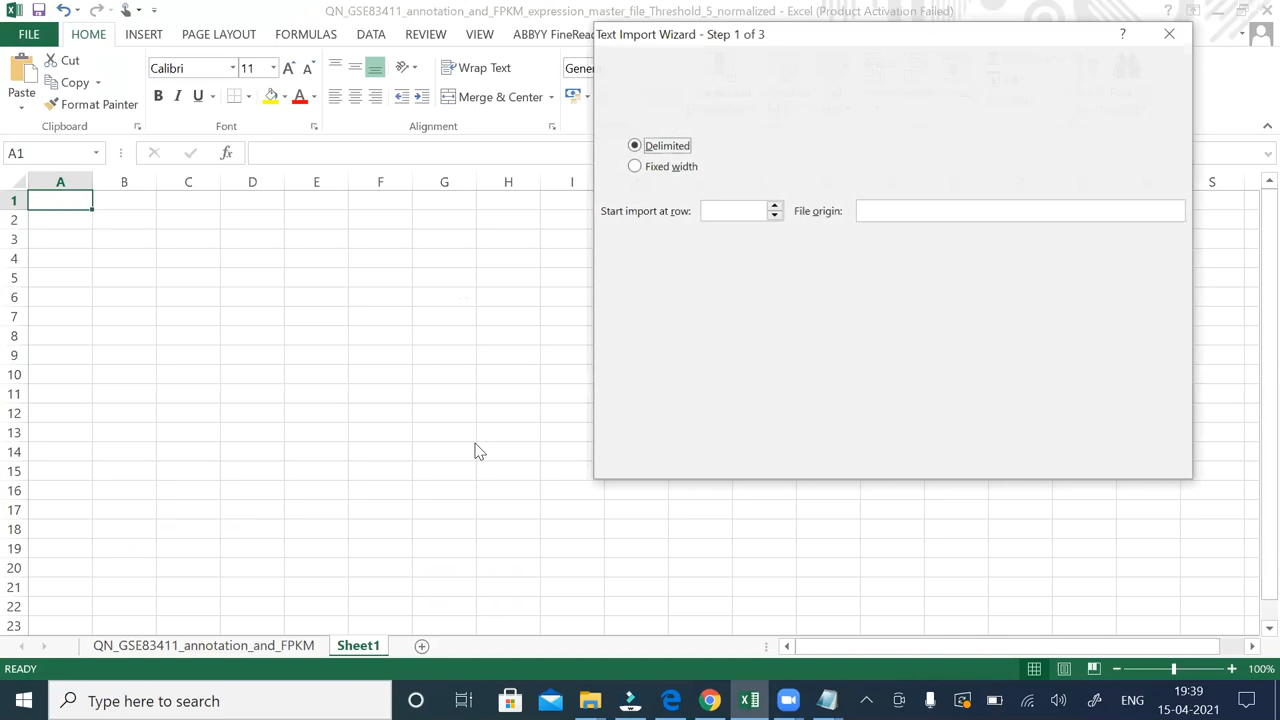 QN_GSE83411_annotation_and_FPKM_expression_master_file_Threshold_5_normalized - Excel (Product Activation Failed)
FILE HOME INSERT PAGE LAYOUT FORMULAS DATA REVIEW VIEW ABBYY FineRea
Text Import Wizard - Step 1 of 3
Paste
Cut
Copy
Format Painter
Clipboard
Calibri 11
B I U A
Font
Wrap Text
Merge & Center
Alignment
Gener
A1
fx
Delimited
Fixed width
Start import at row: File origin:
A B C D E F G H I S
1
2
3
4
5
6
7
8
9
10
11
12
13
14
15
16
17
18
19
20
21
22
23
QN_GSE83411_annotation_and_FPKM Sheet1
READY 100%
Type here to search
ENG
19:39
15-04-2021